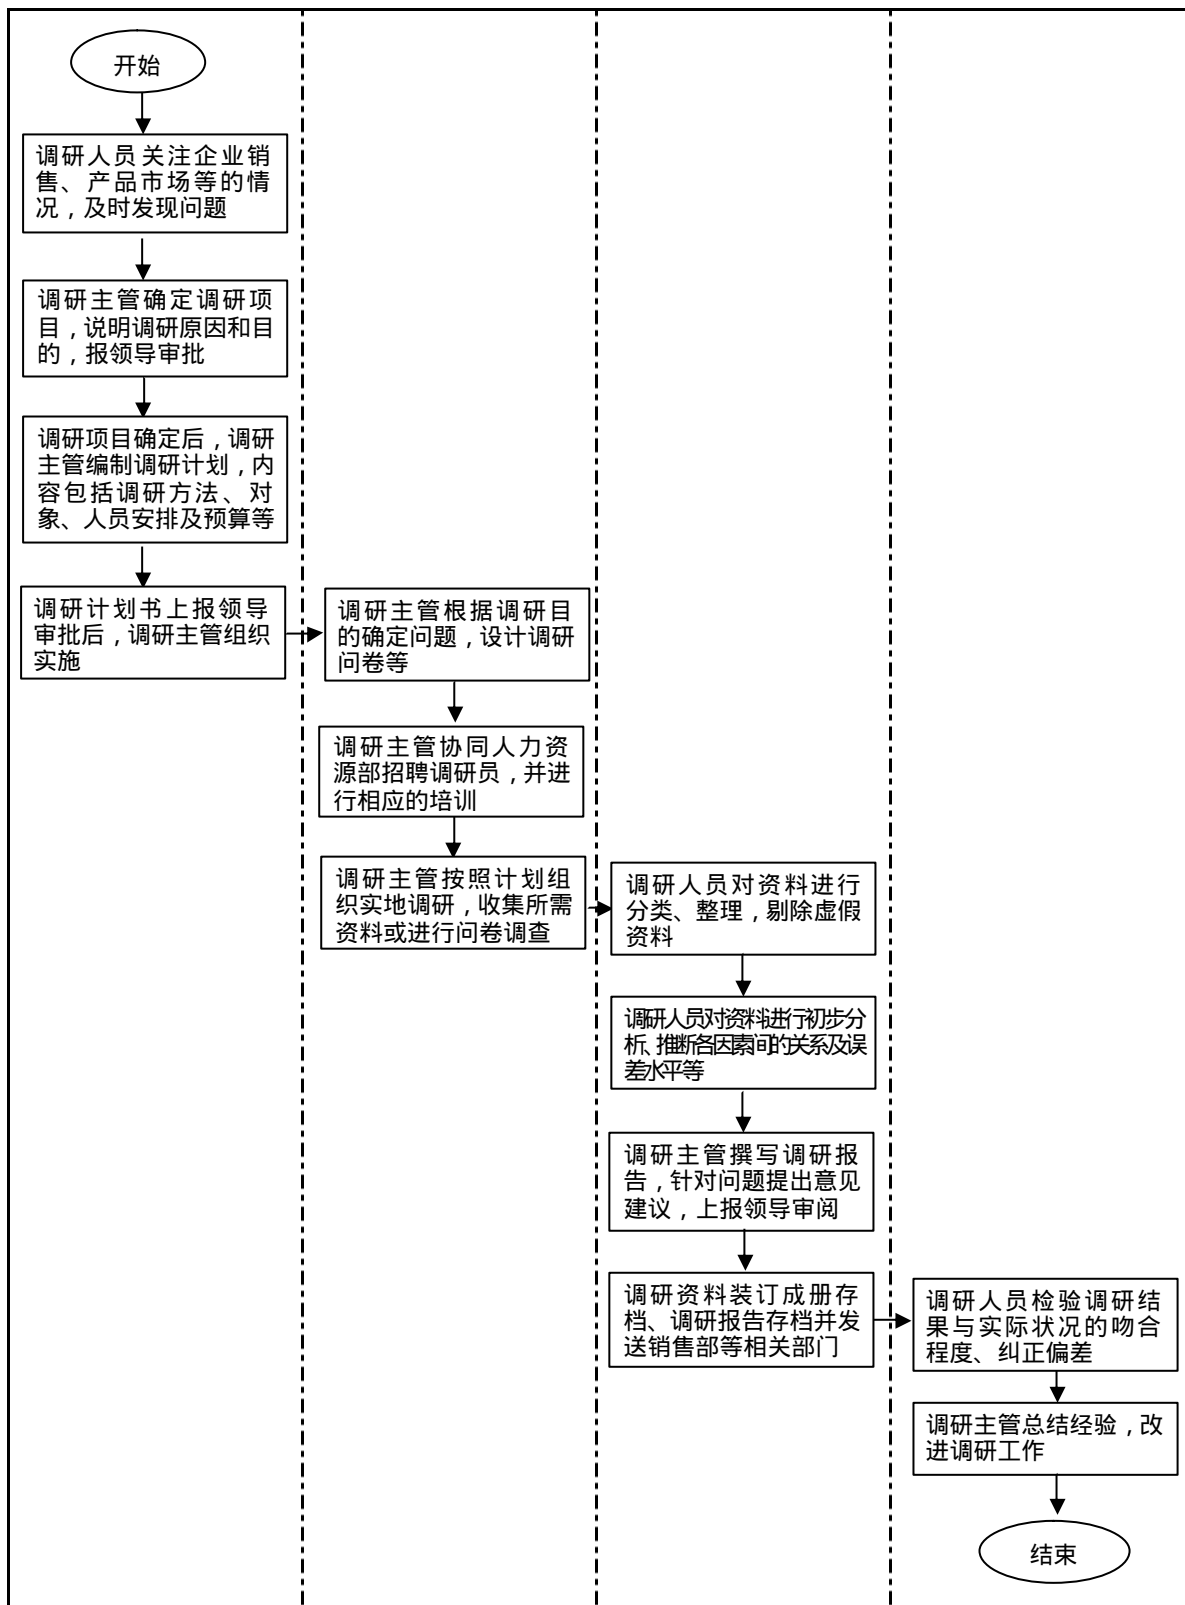 开始
调研人员关注企业销
售、产品市场等的情
况，及时发现问题
调研主管确定调研项
目，说明调研原因和目
的，报领导审批
调研项目确定后，调研
主管编制调研计划，内
容包括调研方法、对
象、人员安排及预算等
调研计划书上报领导
审批后，调研主管组织
实施
调研主管根据调研目
的确定问题，设计调研
问卷等
调研主管协同人力资
源部招聘调研员，并进
行相应的培训
调研主管按照计划组
织实地调研，收集所需
资料或进行问卷调查
调研人员对资料进行
分类、整理，剔除虚假
资料
调研人员对资料进行初步分
析、推断各因素间的关系及误
差水平等
调研主管撰写调研报
告，针对问题提出意见
建议，上报领导审阅
调研资料装订成册存
档、调研报告存档并发
送销售部等相关部门
调研人员检验调研结
果与实际状况的吻合
程度、纠正偏差
调研主管总结经验，改
进调研工作
结束